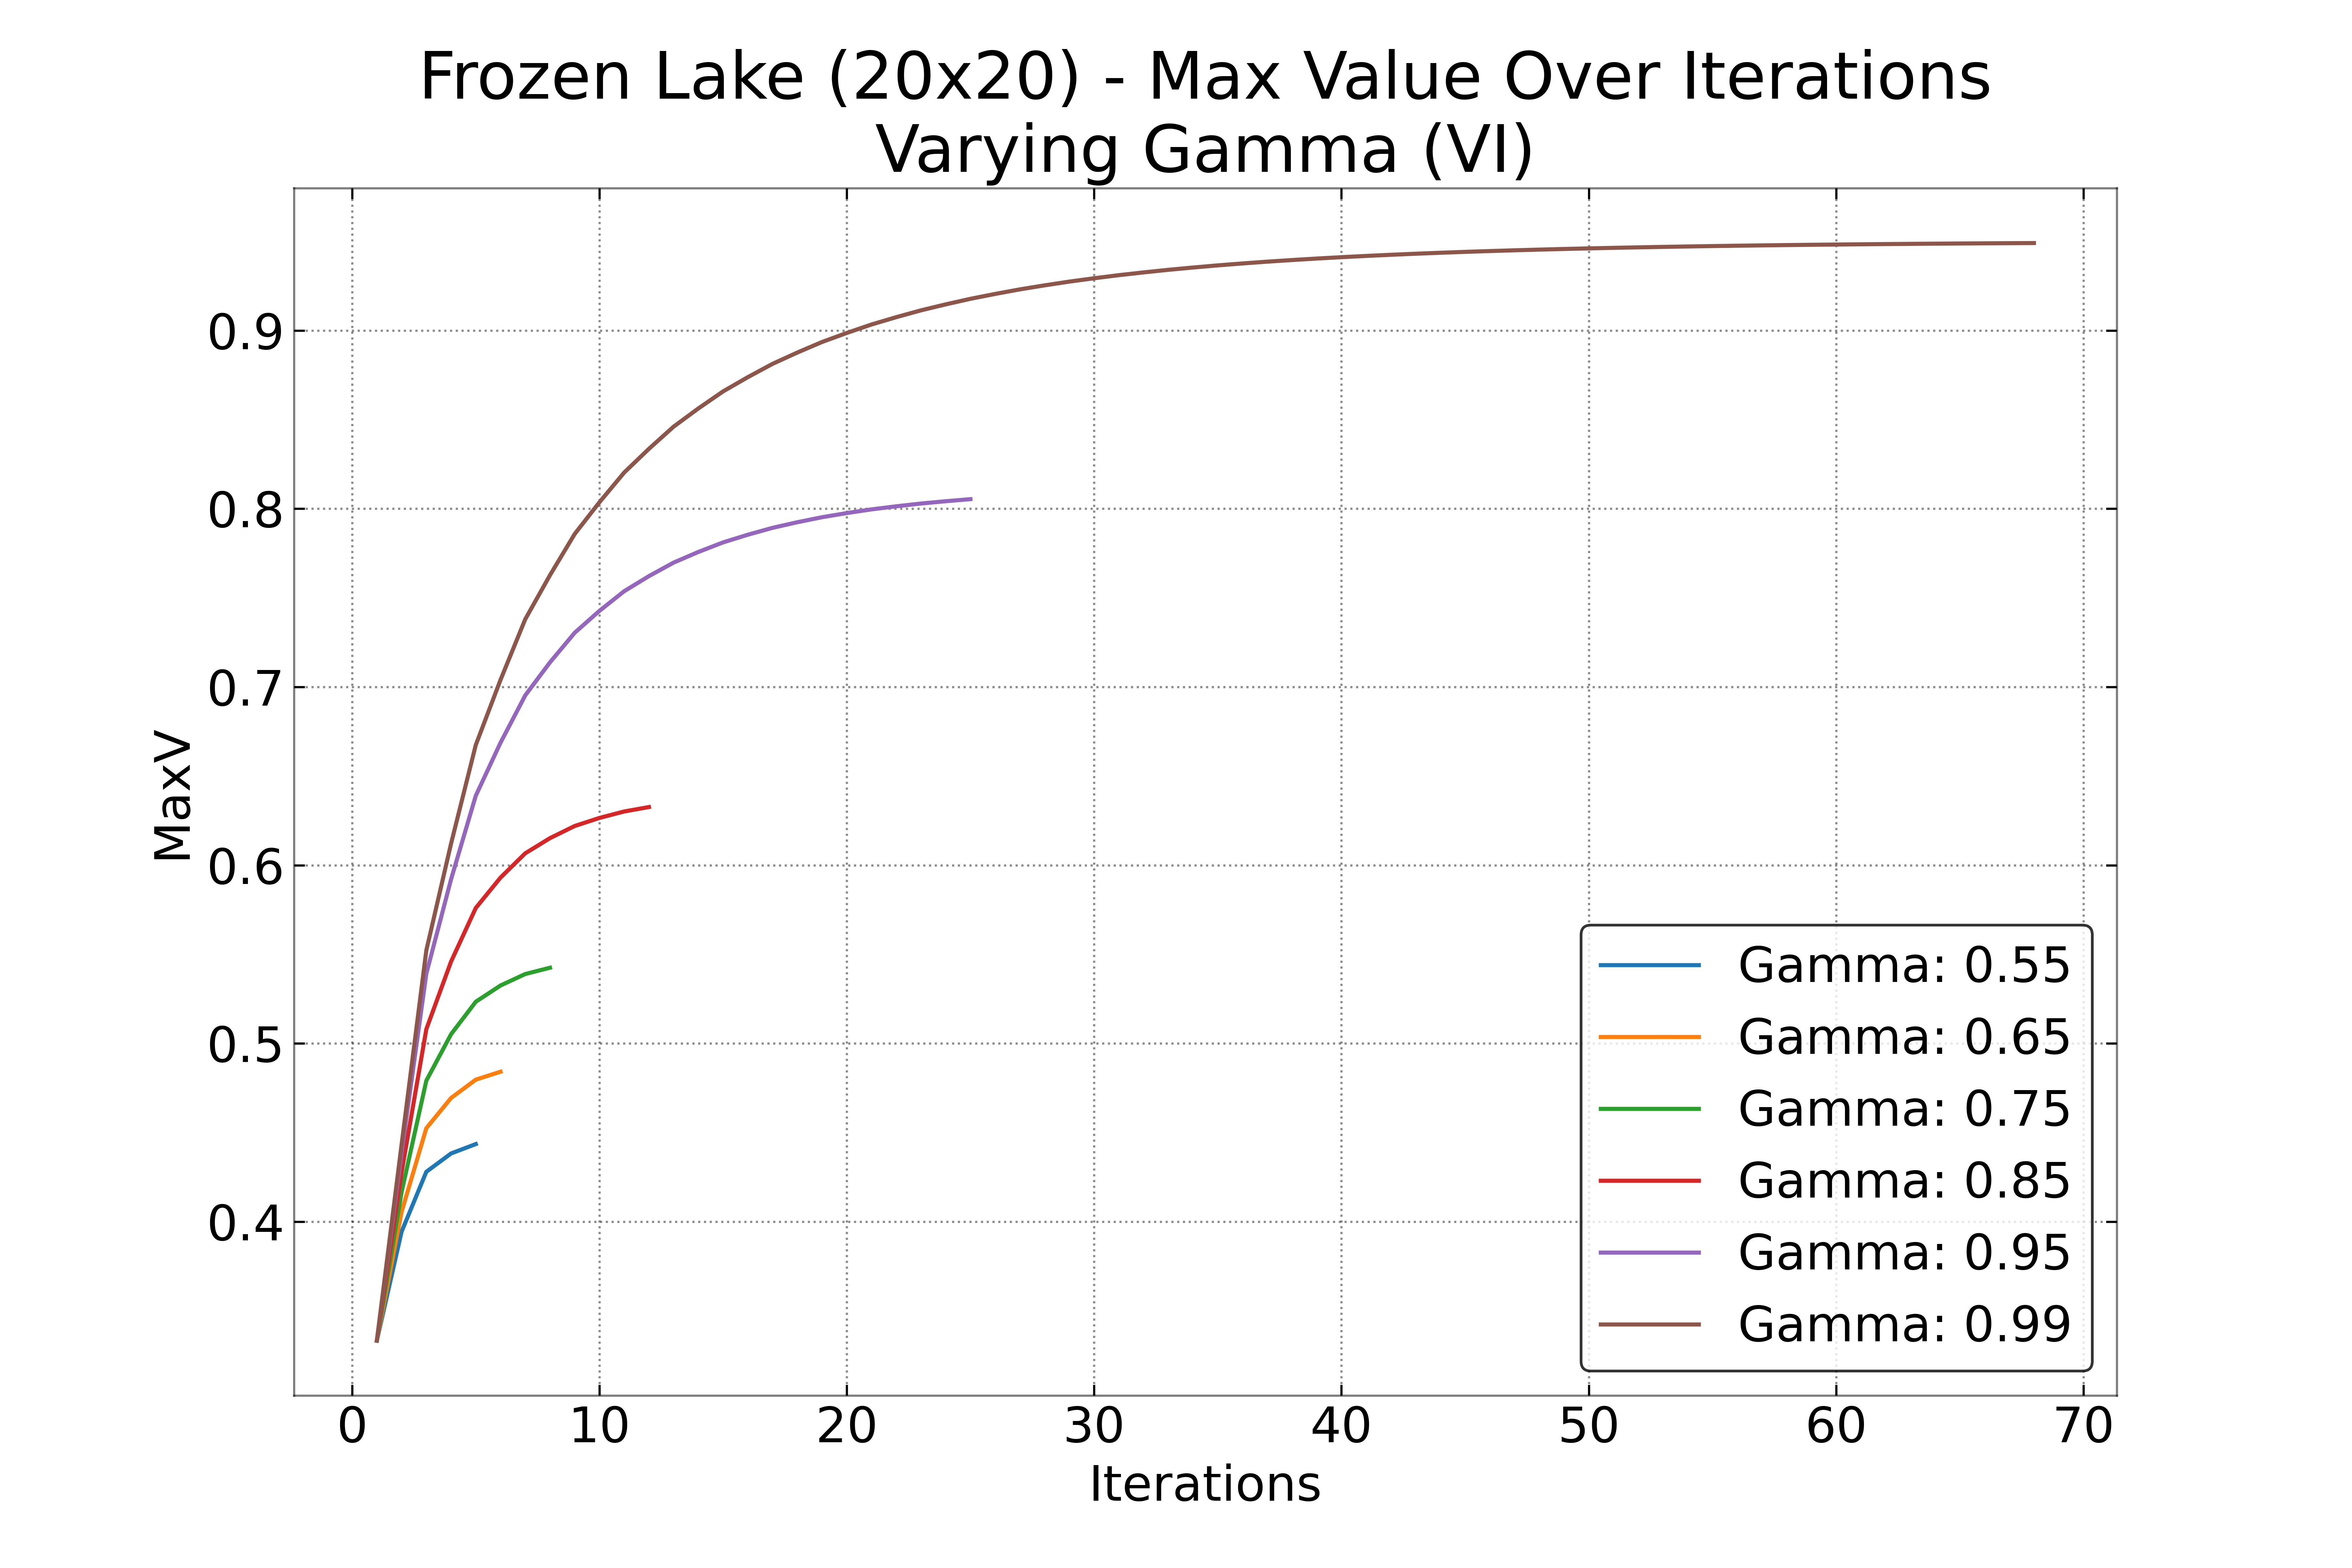 Frozen Lake (20x20) - Max Value Over Iterations
Varying Gamma (VI)
MaxV
0.9
0.8
0.7
0.6
0.5
0.4
Gamma: 0.55
Gamma: 0.65
Gamma: 0.75
Gamma: 0.85
Gamma: 0.95
Gamma: 0.99
0 10 20 30 40 50 60 70
Iterations